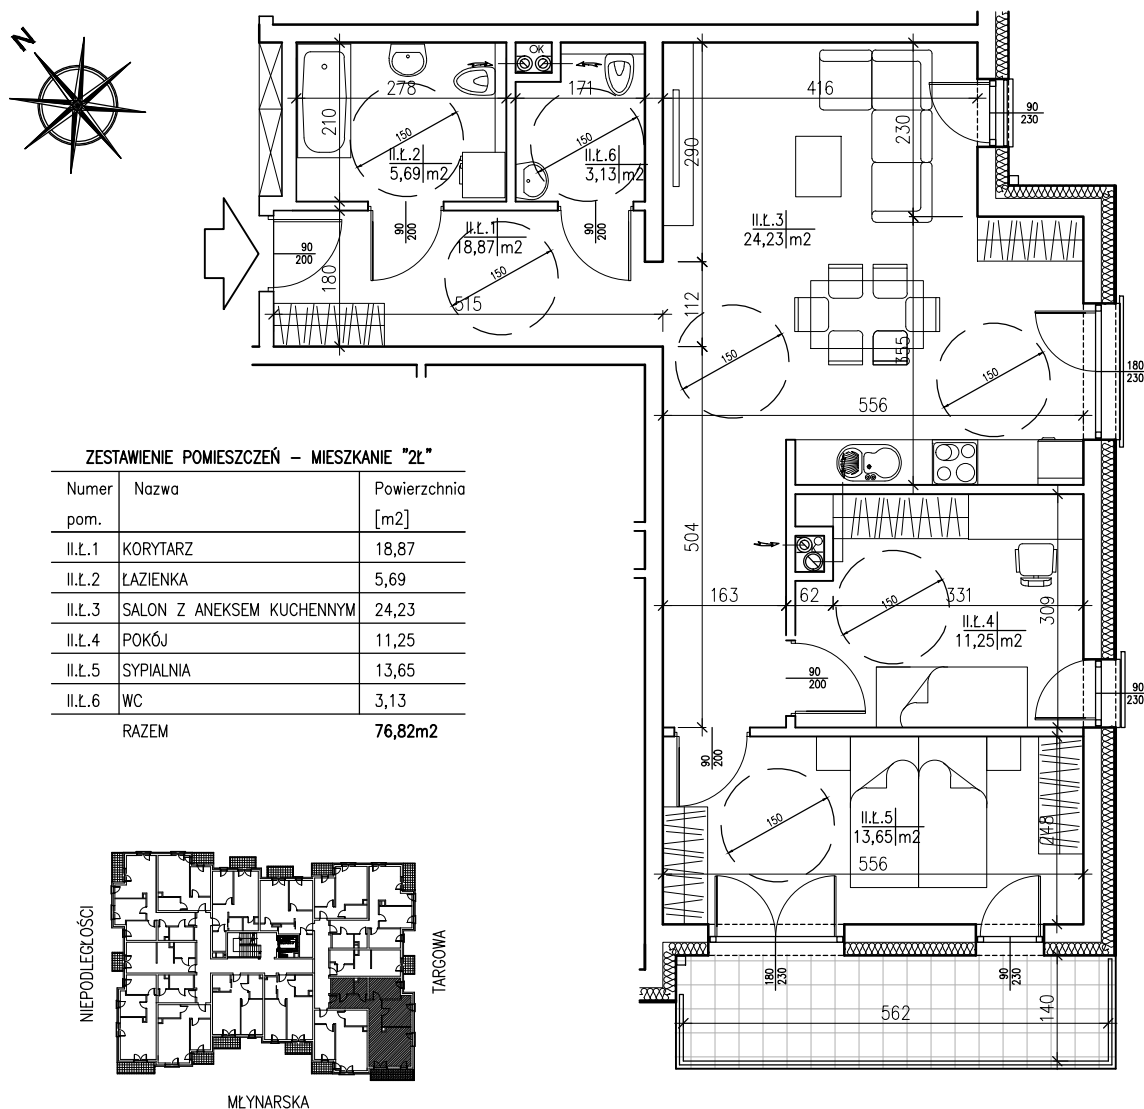 N
OK
278
171
416
210
150
150
290
230
90
230
II.Ł.2
5,69 m2
II.Ł.6
3,13 m2
II.Ł.1
18,87 m2
II.Ł.3
24,23 m2
90
200
90
200
90
200
180
150
515
112
150
355
150
180
230
556
ZESTAWIENIE POMIESZCZEŃ – MIESZKANIE "2Ł"
Numer pom. Nazwa Powierzchnia [m2]
II.Ł.1 KORYTARZ 18,87
II.Ł.2 ŁAZIENKA 5,69
II.Ł.3 SALON Z ANEKSEM KUCHENNYM 24,23
II.Ł.4 POKÓJ 11,25
II.Ł.5 SYPIALNIA 13,65
II.Ł.6 WC 3,13
RAZEM 76,82m2
504
163
62
150
331
309
II.Ł.4
11,25 m2
90
200
90
230
90
200
150
II.Ł.5
13,65 m2
248
556
180
230
90
230
562
140
NIEPODLEGŁOŚCI
TARGOWA
MŁYNARSKA